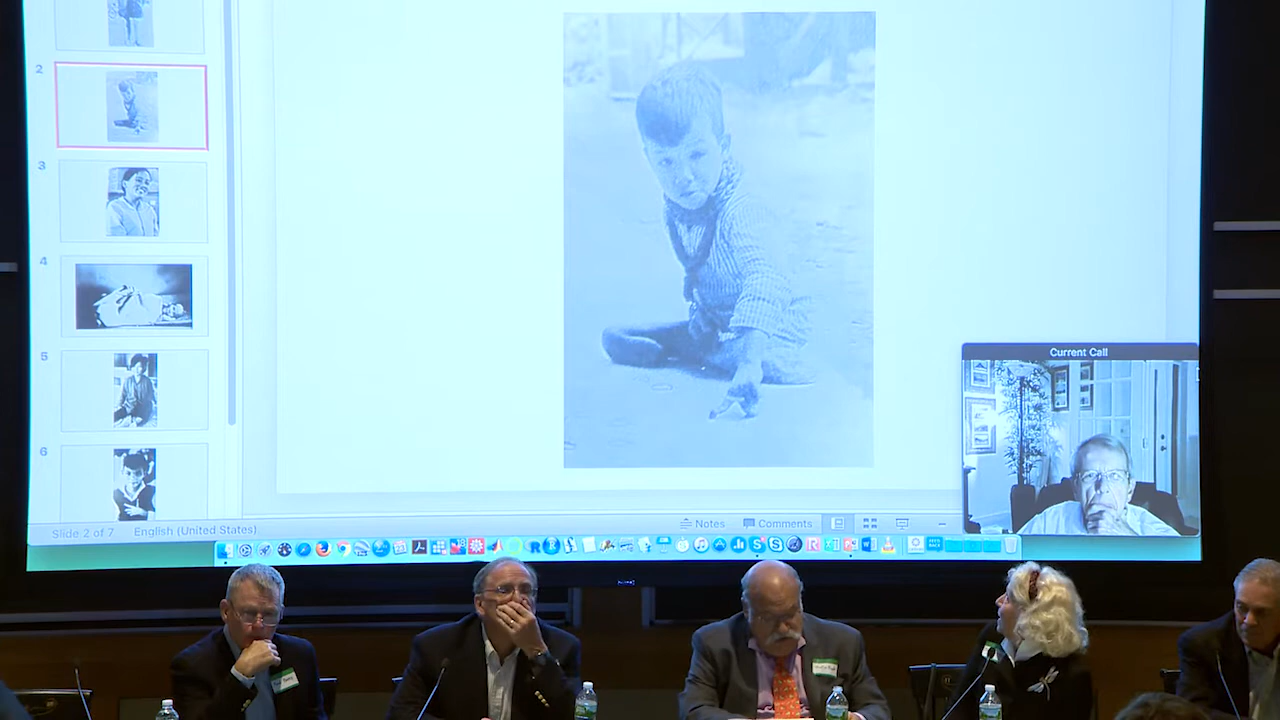 2
3
4
5
6
Current Call
Slide 2 of 7
English (United States)
Notes
Comments